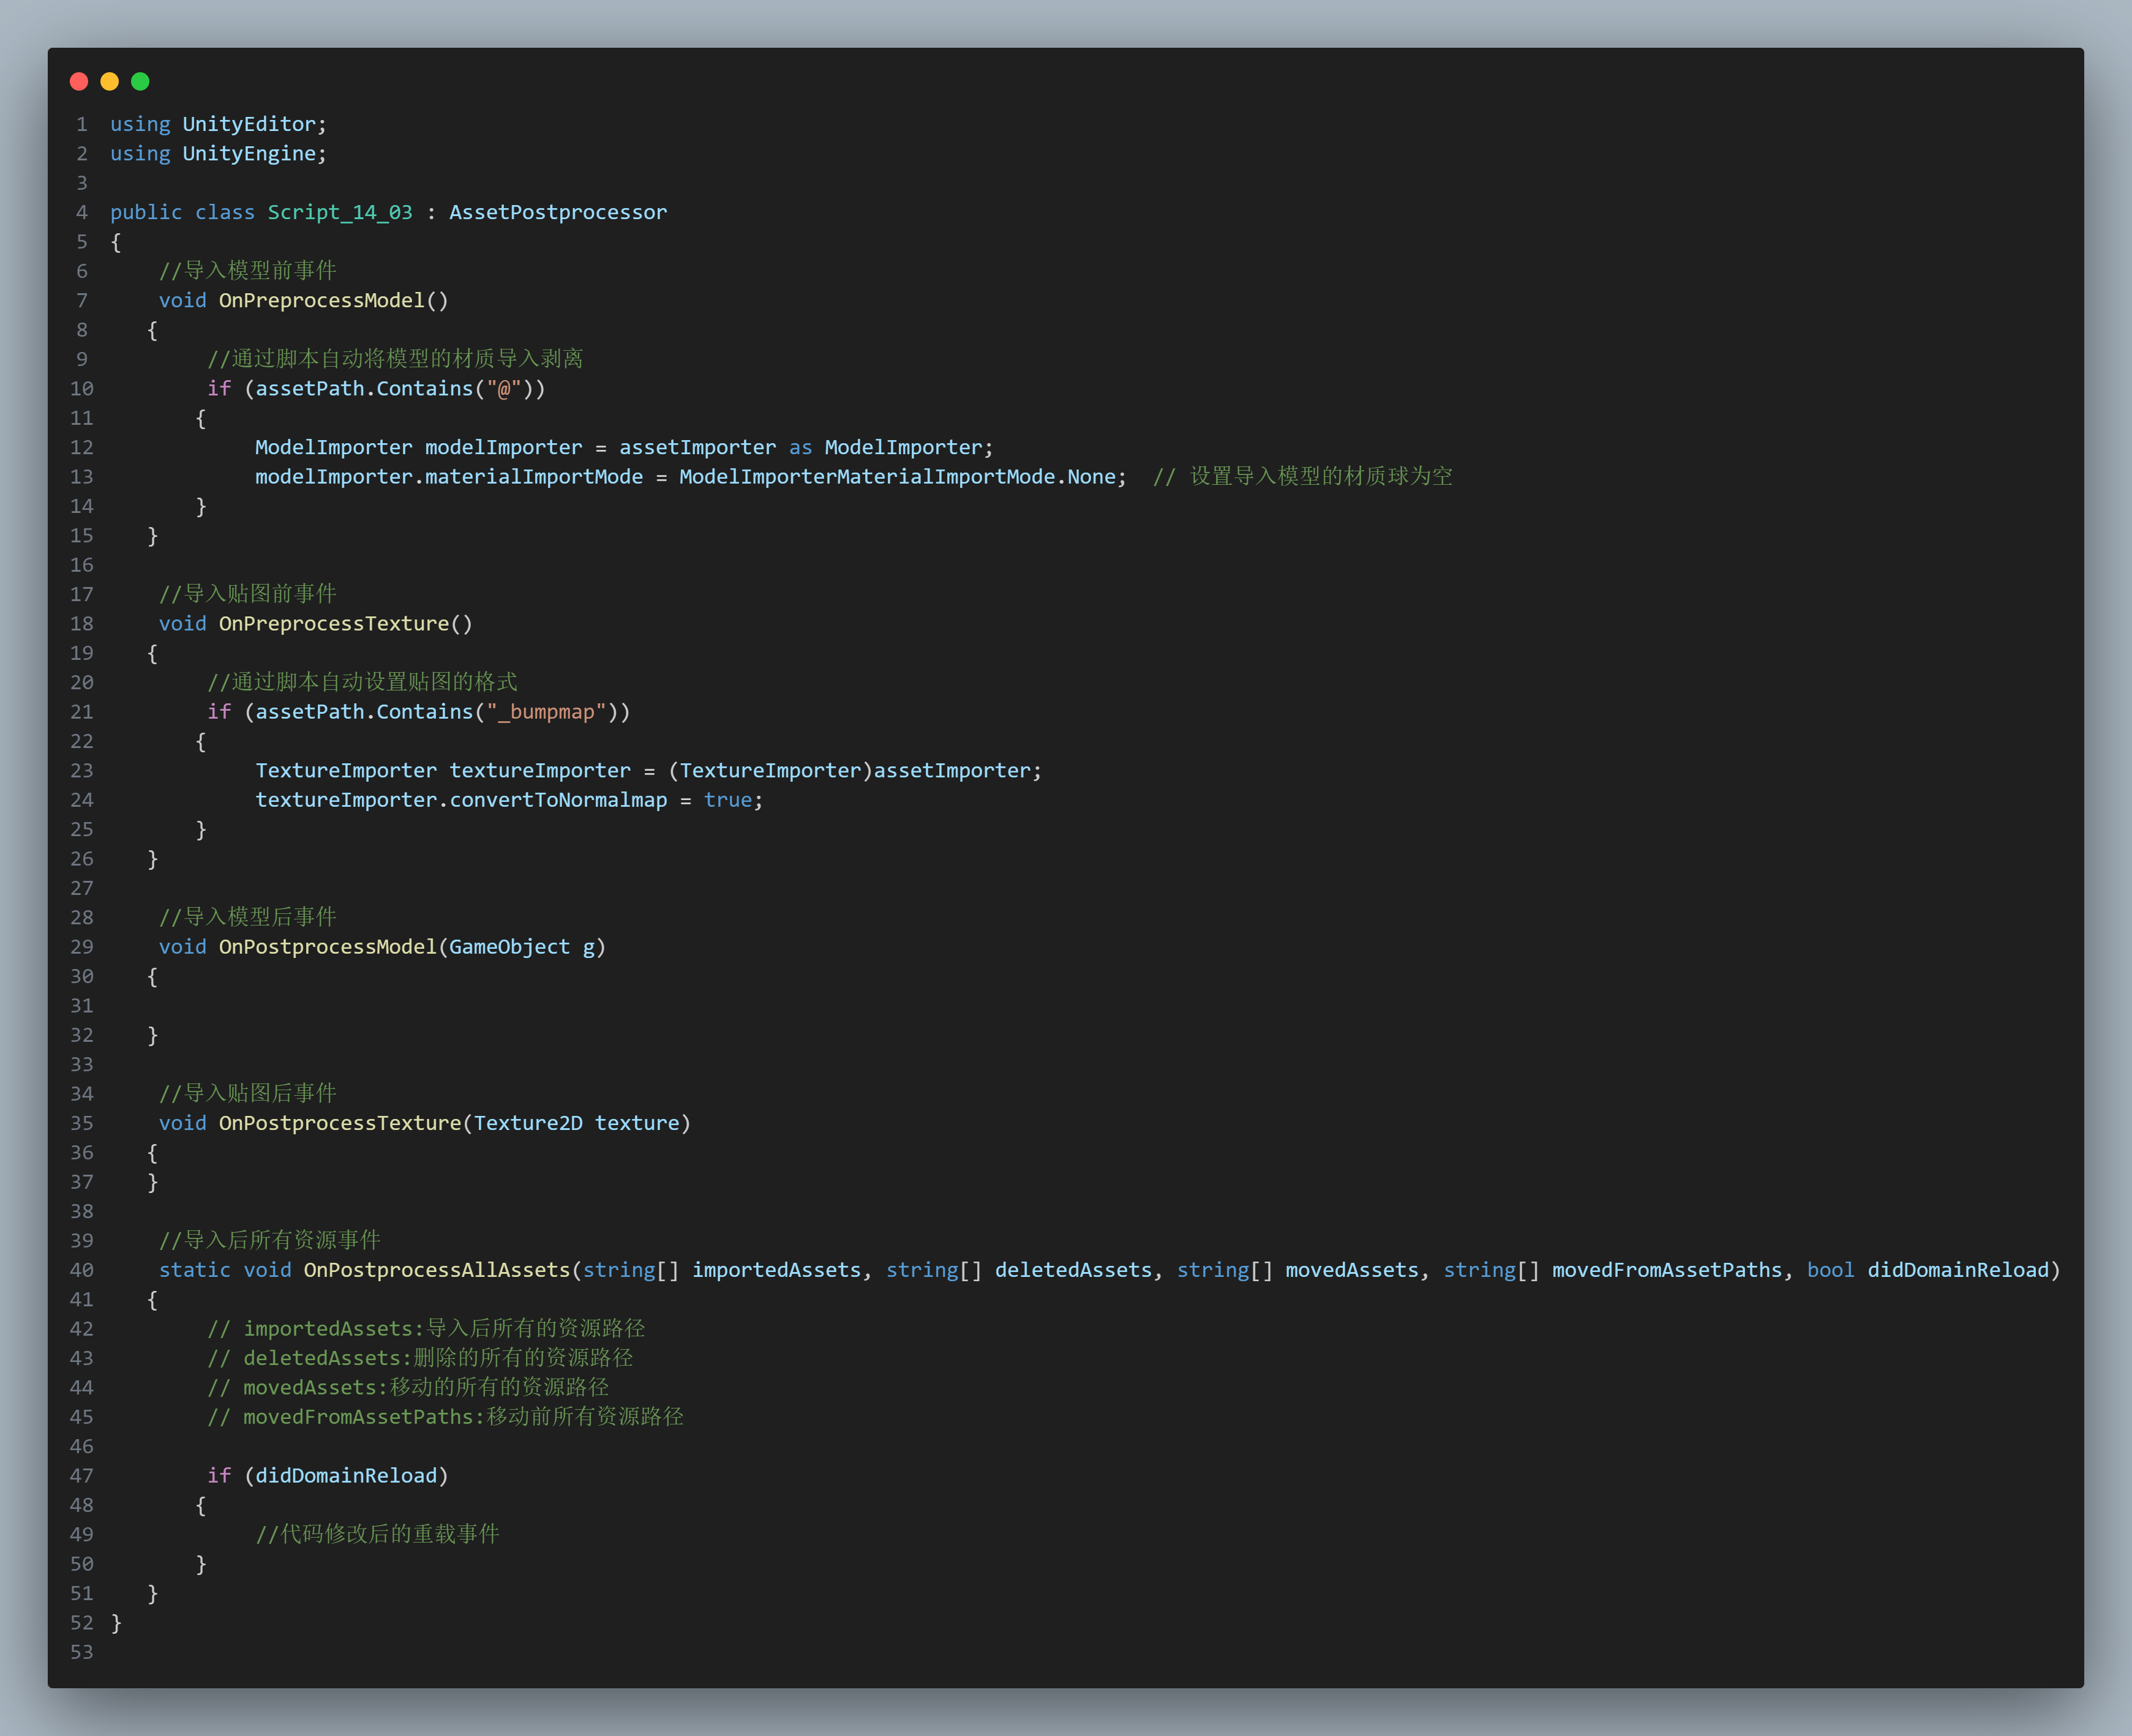 1 using UnityEditor;
2 using UnityEngine;
3
4 public class Script_14_03 : AssetPostprocessor
5 {
6     //导入模型前事件
7     void OnPreprocessModel()
8    {
9         //通过脚本自动将模型的材质导入剥离
10         if (assetPath.Contains("@"))
11        {
12             ModelImporter modelImporter = assetImporter as ModelImporter;
13             modelImporter.materialImportMode = ModelImporterMaterialImportMode.None;  // 设置导入模型的材质球为空
14        }
15    }
16
17     //导入贴图前事件
18     void OnPreprocessTexture()
19    {
20         //通过脚本自动设置贴图的格式
21         if (assetPath.Contains("_bumpmap"))
22        {
23             TextureImporter textureImporter = (TextureImporter)assetImporter;
24             textureImporter.convertToNormalmap = true;
25        }
26    }
27
28     //导入模型后事件
29     void OnPostprocessModel(GameObject g)
30    {
31
32    }
33
34     //导入贴图后事件
35     void OnPostprocessTexture(Texture2D texture)
36    {
37    }
38
39     //导入后所有资源事件
40     static void OnPostprocessAllAssets(string[] importedAssets, string[] deletedAssets, string[] movedAssets, string[] movedFromAssetPaths, bool didDomainReload)
41    {
42         // importedAssets:导入后所有的资源路径
43         // deletedAssets:删除的所有的资源路径
44         // movedAssets:移动的所有的资源路径
45         // movedFromAssetPaths:移动前所有资源路径
46
47         if (didDomainReload)
48        {
49             //代码修改后的重载事件
50        }
51    }
52 }
53